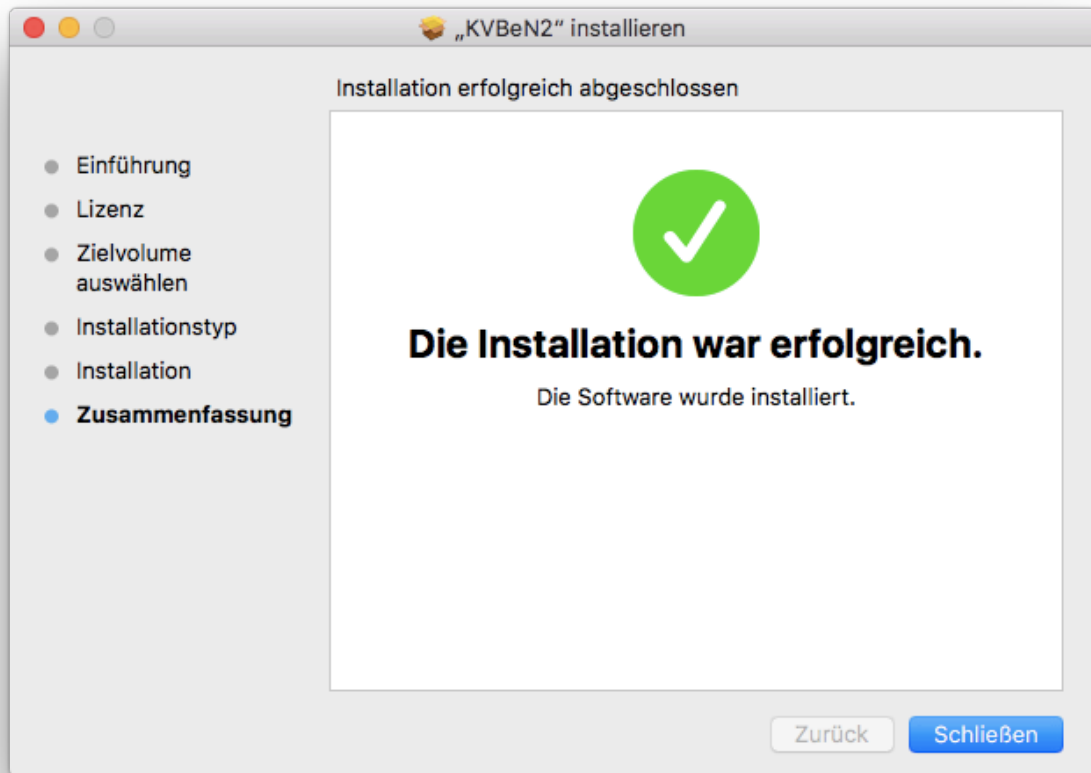 „KVBeN2“ installieren
Installation erfolgreich abgeschlossen
Einführung
Lizenz
Zielvolume
auswählen
Installationstyp
Installation
Zusammenfassung
Die Installation war erfolgreich.
Die Software wurde installiert.
Zurück
Schließen